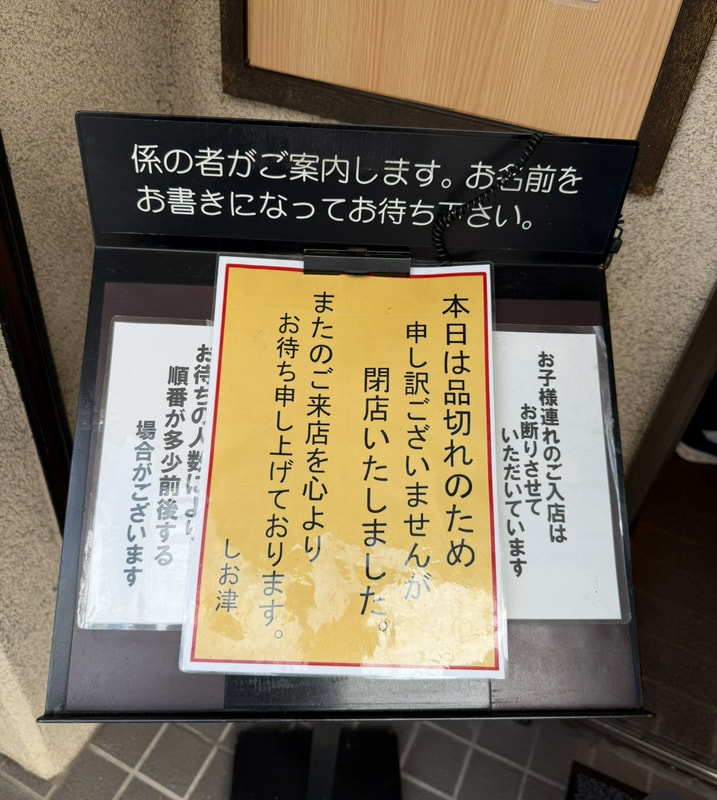 係の者がご案内します。お名前を
お書きになってお待ち下さい。
本日は品切れのため
申し訳ございませんが
閉店いたしました。
またのご来店を心より
お待ち申し上げております。
しお津
お子様連れのご入店は
お断りさせて
いただいています
お待ちの人数により
順番が多少前後する
場合がございます